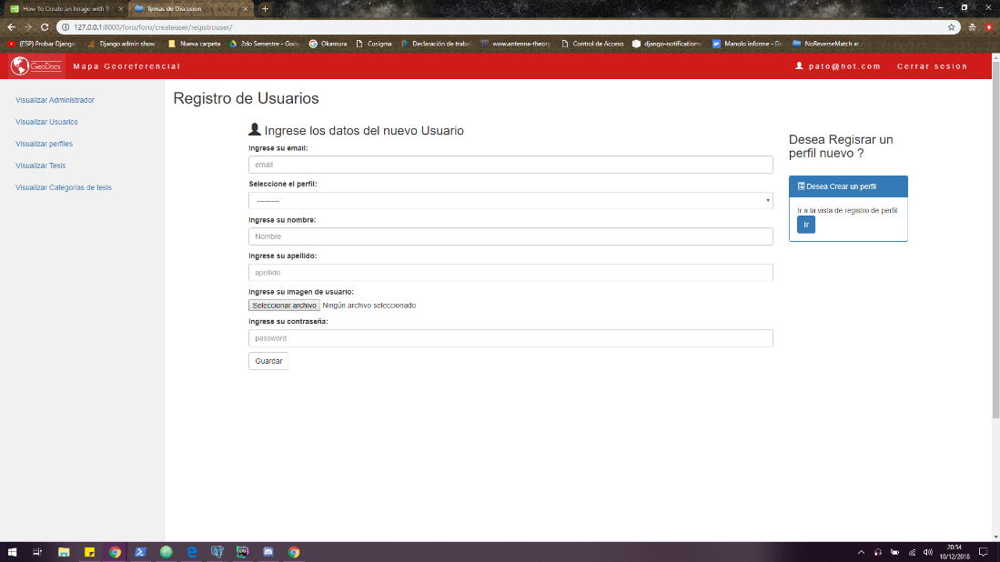 How To Create an Image with Tr
Temas de Discusion
127.0.0.1:8000/foro/foro/createuser/registrouser/
(ESP) Probar Django
Django admin show
Nueva carpeta
2do Semestre - Goo
Okamura
Cusigma
Declaración de traba
www.antenna-theory
Control de Acceso
django-notifications
Manolo informe - Do
NoReverseMatch at
GeoDocs
Mapa Georeferencial
pato@hot.com
Cerrar sesion
Visualizar Administrador
Visualizar Usuarios
Visualizar perfiles
Visualizar Tesis
Visualizar Categorias de tesis
Registro de Usuarios
Ingrese los datos del nuevo Usuario
Ingrese su email:
email
Seleccione el perfil:
---------
Ingrese su nombre:
Nombre
Ingrese su apellido:
apellido
Ingrese su imagen de usuario:
Seleccionar archivo Ningún archivo seleccionado
Ingrese su contraseña:
password
Guardar
Desea Regisrar un
perfil nuevo ?
Desea Crear un perfil
Ir a la vista de registro de perfil
Ir
20:54
10/12/2018